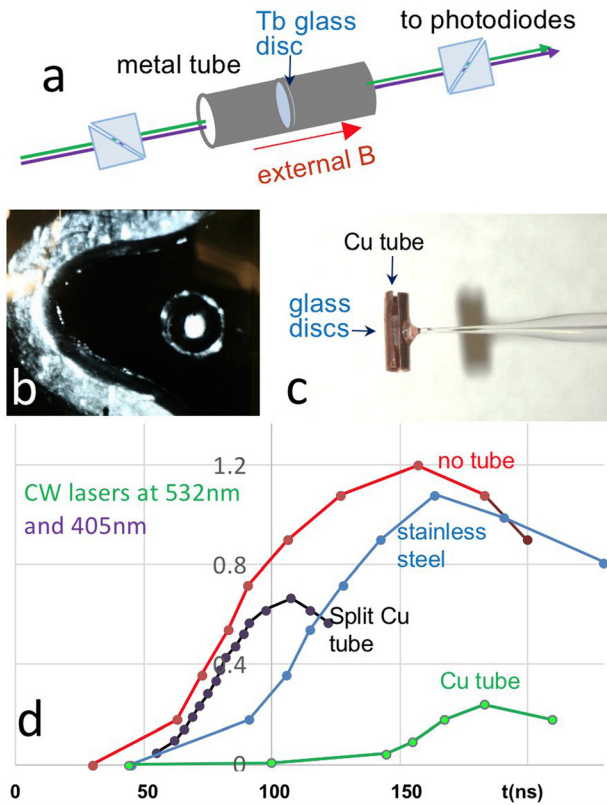 a
metal tube
Tb glass
disc
to photodiodes
external B
b
Cu tube
glass
discs
c
CW lasers at 532nm
and 405nm
1.2
0.8
0.4
0
no tube
stainless
steel
Split Cu
tube
Cu tube
d
0
50
100
150
t(ns)